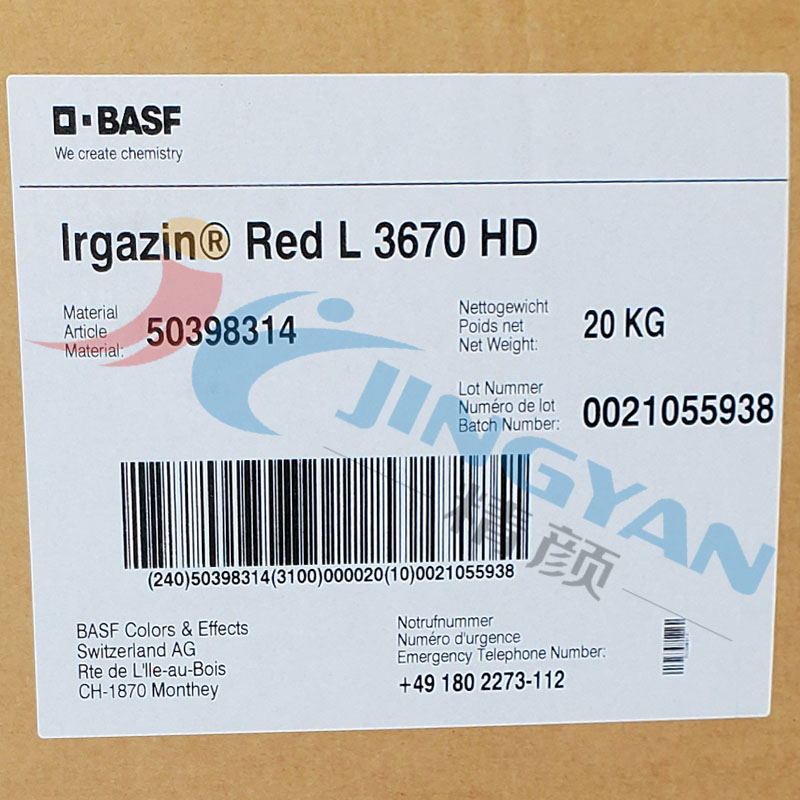 BASF
We create chemistry
Irgazin® Red L 3670 HD
Material
Article
Material:
50398314
Nettogewicht
Poids net
Net Weight:
20 KG
Lot Nummer
Numéro de lot
Batch Number:
0021055938
JINGYAN
精颜
(240)50398314(3100)000020(10)0021055938
BASF Colors & Effects
Switzerland AG
Rte de L'Ile-au-Bois
CH-1870 Monthey
Notrufnummer
Numéro d'urgence
Emergency Telephone Number:
+49 180 2273-112